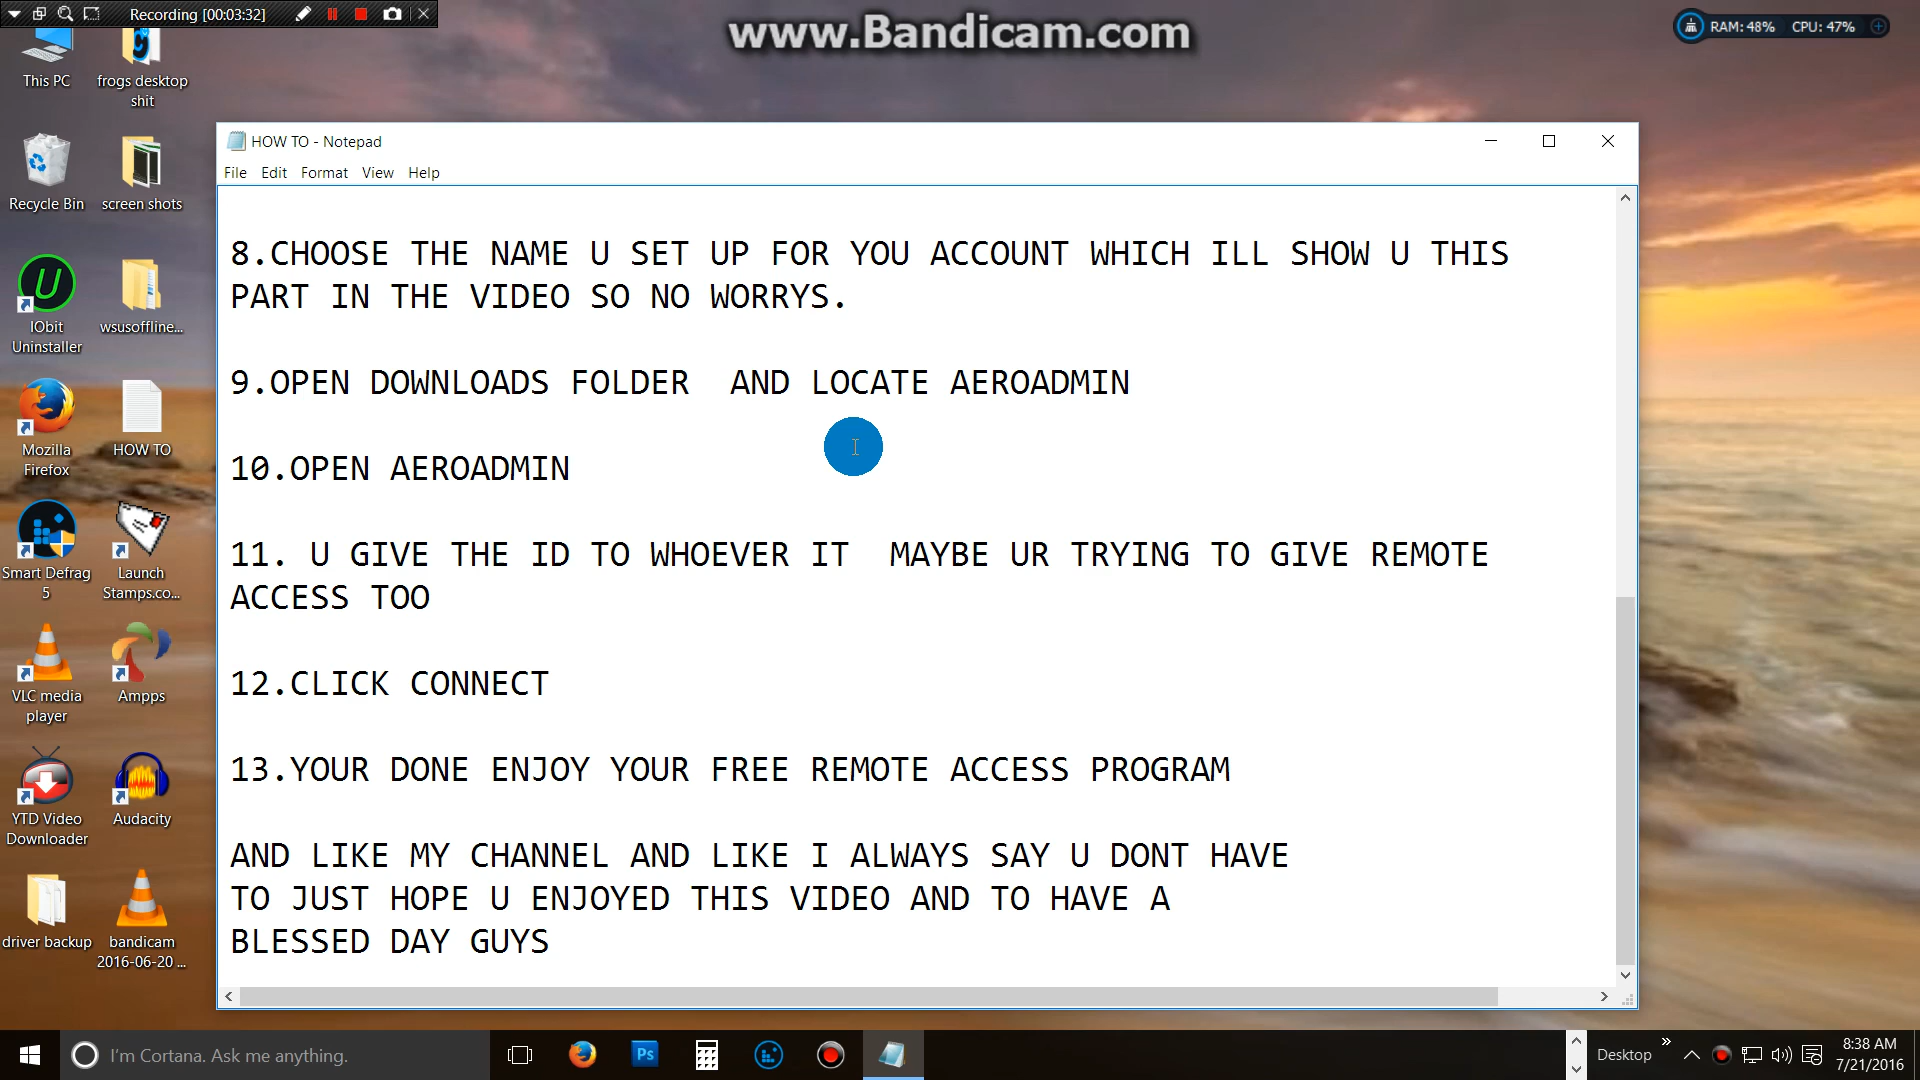 Recording [00:03:32]
www.Bandicam.com
RAM: 48% CPU: 47%
This PC
frogs desktop
shit
Recycle Bin
screen shots
IObit
Uninstaller
wsusoffline...
Mozilla
Firefox
HOW TO
Smart Defrag
5
Launch
Stamps.co...
VLC media
player
Ampps
YTD Video
Downloader
Audacity
driver backup
bandicam
2016-06-20 ...
HOW TO - Notepad
File Edit Format View Help
8.CHOOSE THE NAME U SET UP FOR YOU ACCOUNT WHICH ILL SHOW U THIS
PART IN THE VIDEO SO NO WORRYS.
9.OPEN DOWNLOADS FOLDER  AND LOCATE AEROADMIN
10.OPEN AEROADMIN
11. U GIVE THE ID TO WHOEVER IT  MAYBE UR TRYING TO GIVE REMOTE
ACCESS TOO
12.CLICK CONNECT
13.YOUR DONE ENJOY YOUR FREE REMOTE ACCESS PROGRAM
AND LIKE MY CHANNEL AND LIKE I ALWAYS SAY U DONT HAVE
TO JUST HOPE U ENJOYED THIS VIDEO AND TO HAVE A
BLESSED DAY GUYS
I'm Cortana. Ask me anything.
Ps
Desktop
8:38 AM
7/21/2016